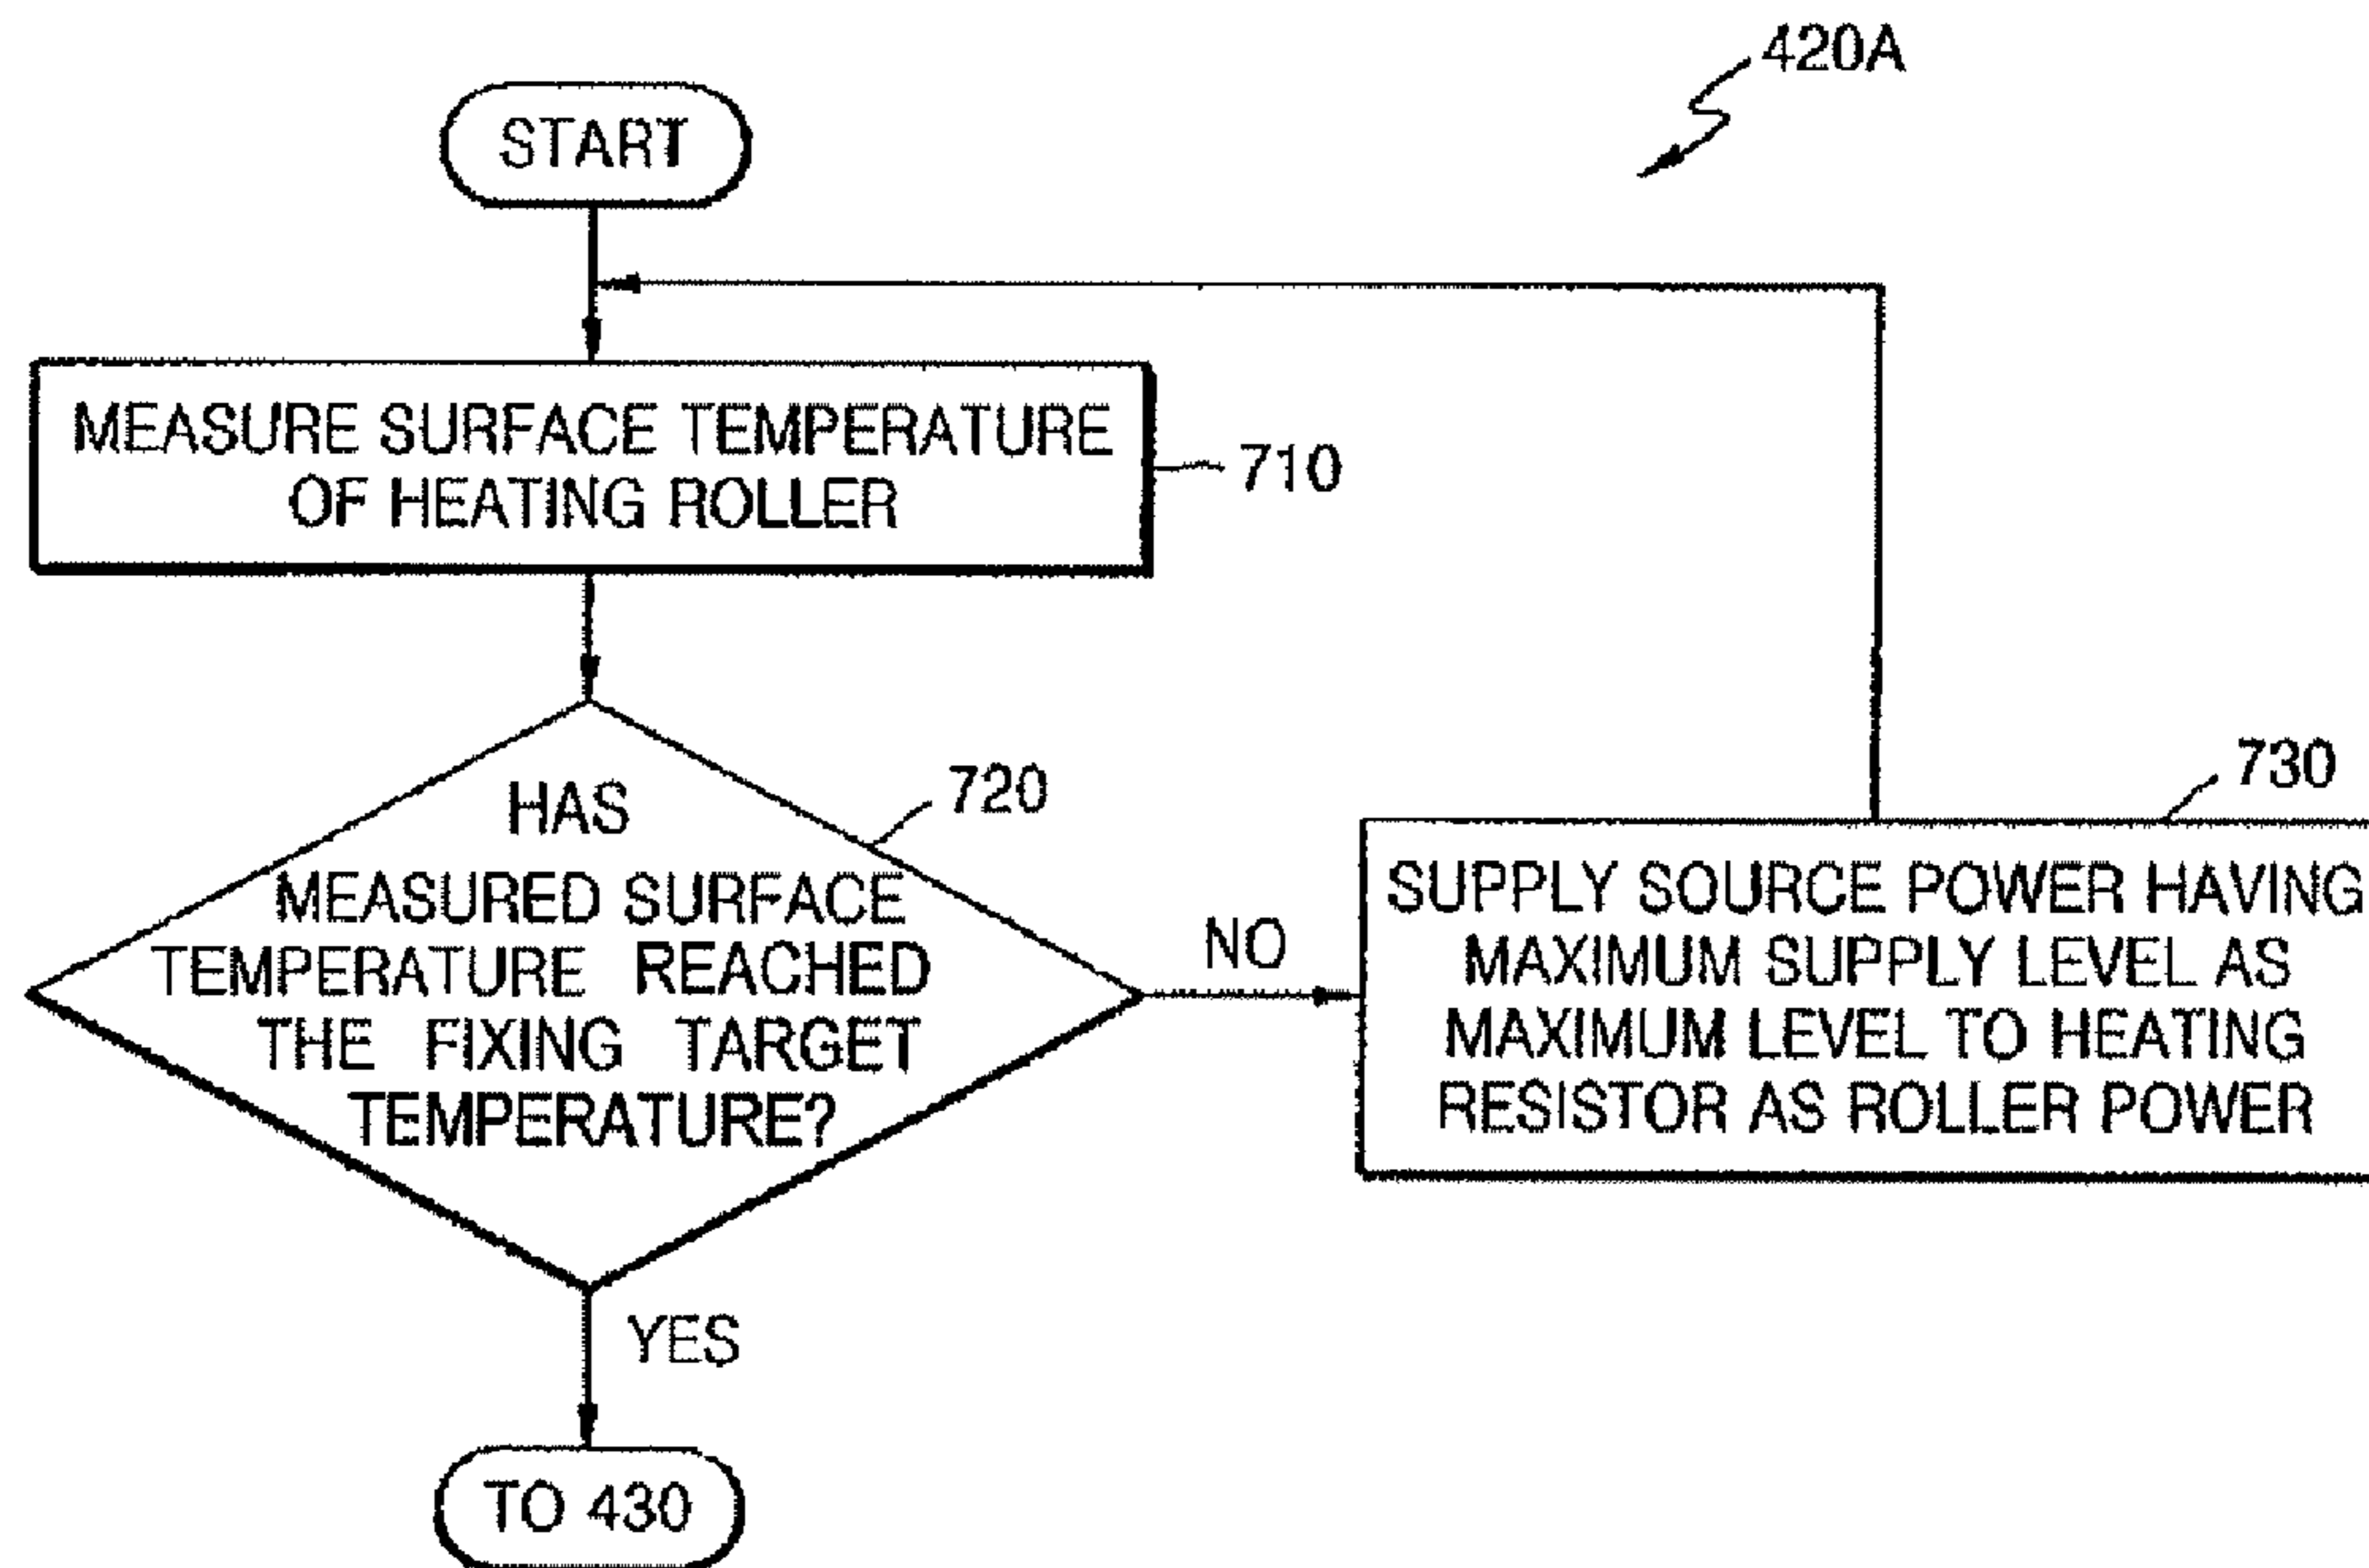 420A
START
MEASURE SURFACE TEMPERATURE
OF HEATING ROLLER
710
HAS
MEASURED SURFACE
TEMPERATURE REACHED
THE FIXING TARGET
TEMPERATURE?
720
NO
730
SUPPLY SOURCE POWER HAVING
MAXIMUM SUPPLY LEVEL AS
MAXIMUM LEVEL TO HEATING
RESISTOR AS ROLLER POWER
YES
TO 430